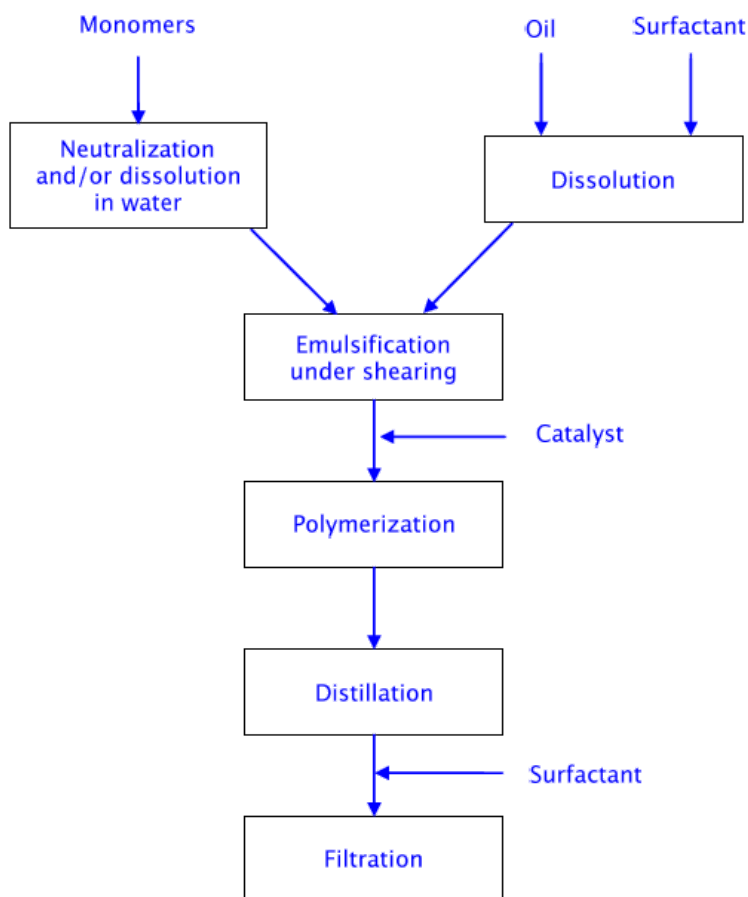 Monomers
Oil
Surfactant
Neutralization
and/or dissolution
in water
Dissolution
Emulsification
under shearing
Catalyst
Polymerization
Distillation
Surfactant
Filtration